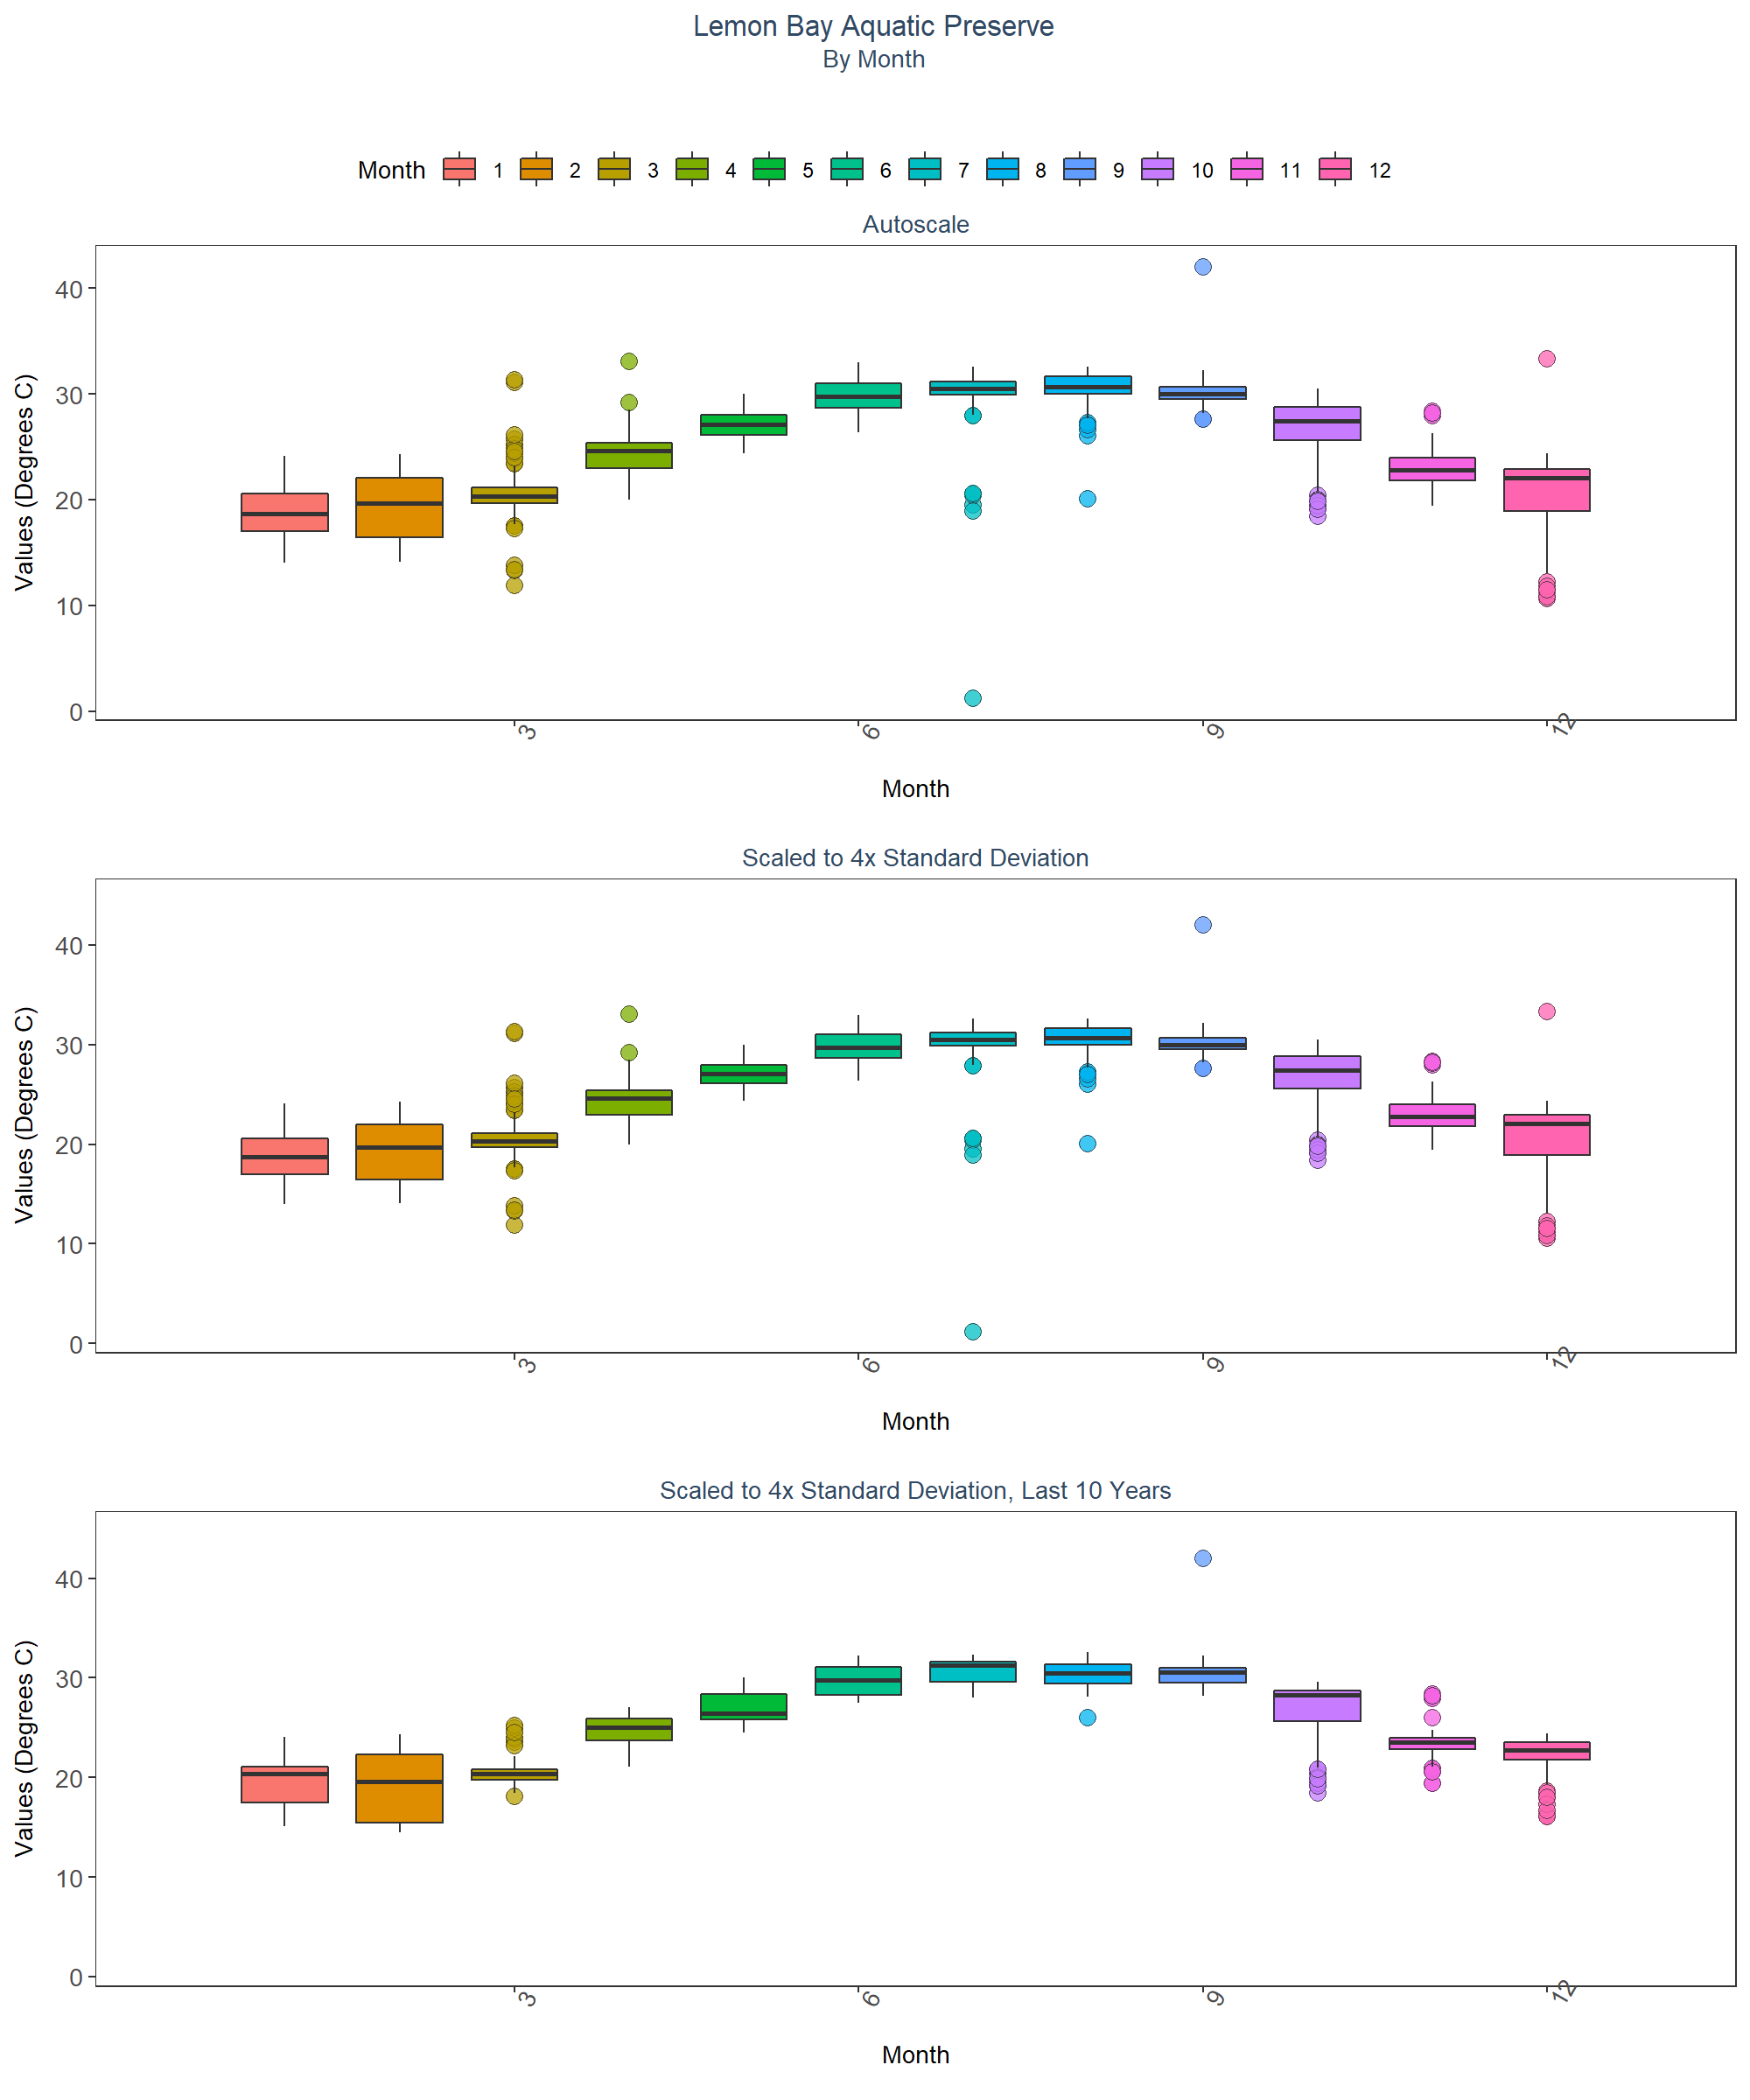 Lemon Bay Aquatic Preserve
By Month
Month 1 2 3 4 5 6 7 8 9 10 11 12
Autoscale
Values (Degrees C)
40
30
20
10
0
3 6 9 12
Month
Scaled to 4x Standard Deviation
Values (Degrees C)
40
30
20
10
0
3 6 9 12
Month
Scaled to 4x Standard Deviation, Last 10 Years
Values (Degrees C)
40
30
20
10
0
3 6 9 12
Month